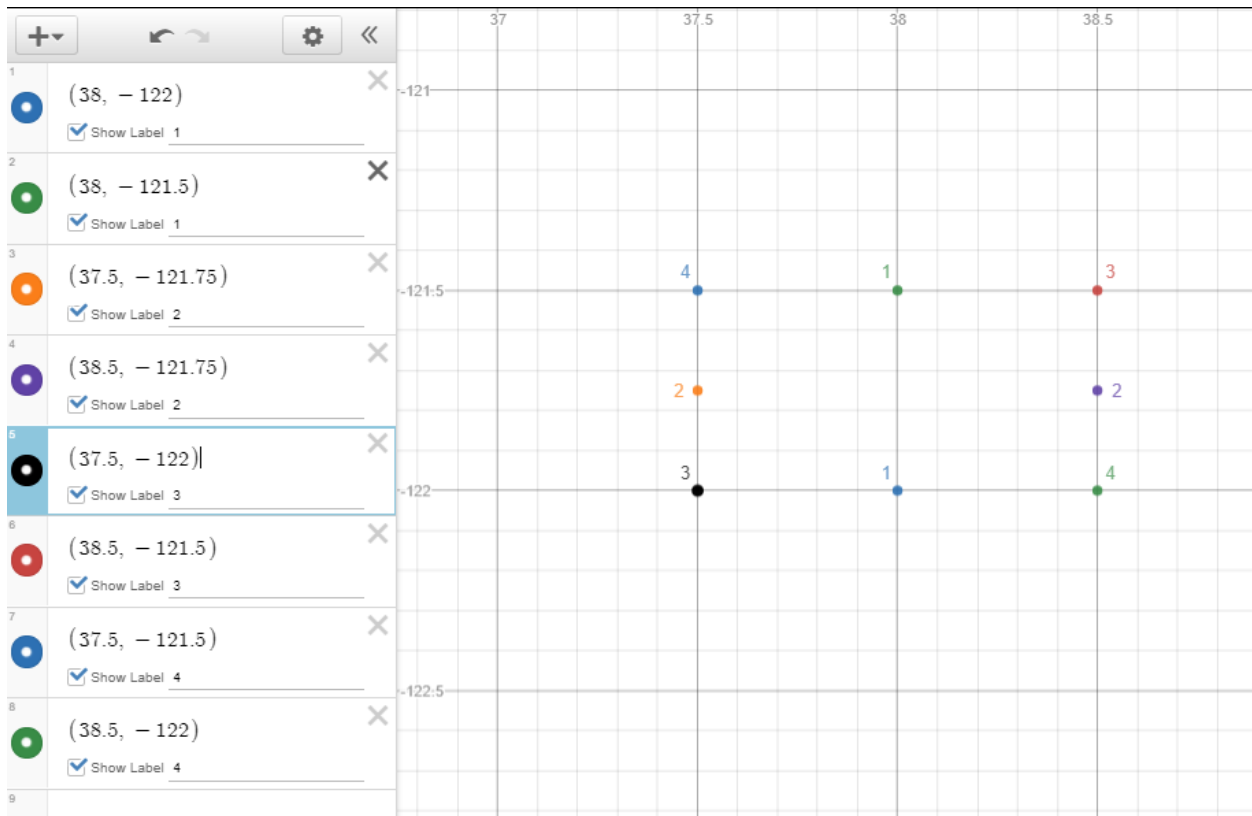 1
(38, −122)
Show Label 1
2
(38, −121.5)
Show Label 1
3
(37.5, −121.75)
Show Label 2
4
(38.5, −121.75)
Show Label 2
5
(37.5, −122)
Show Label 3
6
(38.5, −121.5)
Show Label 3
7
(37.5, −121.5)
Show Label 4
8
(38.5, −122)
Show Label 4
9
37 37.5 38 38.5
-121
4 1 3
-121.5
2 2
3 1 4
-122
-122.5